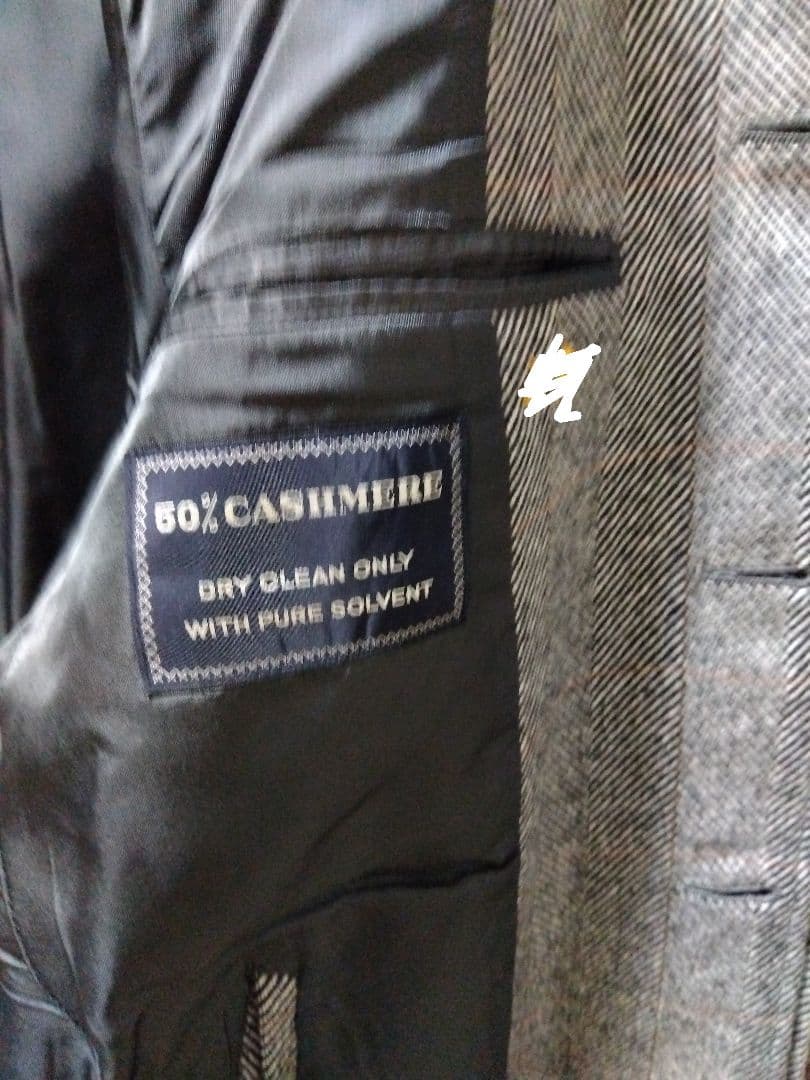 50% CASHMERE
DRY CLEAN ONLY
WITH PURE SOLVENT